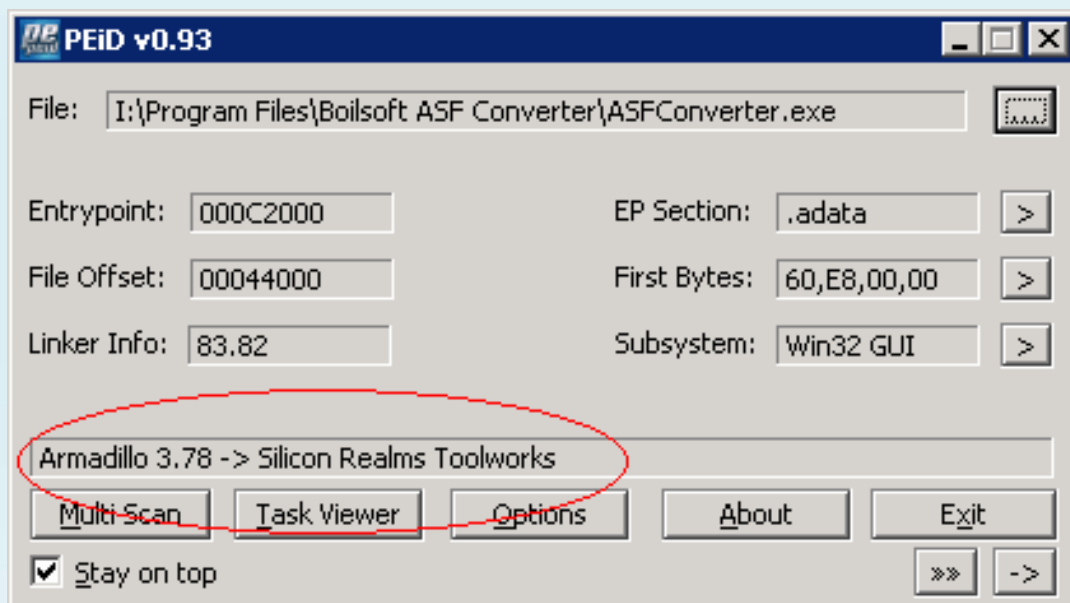 PEiD v0.93
File: I:\Program Files\Boilsoft ASF Converter\ASFConverter.exe ...
Entrypoint: 000C2000 EP Section: .adata >
File Offset: 00044000 First Bytes: 60,E8,00,00 >
Linker Info: 83.82 Subsystem: Win32 GUI >
Armadillo 3.78 -> Silicon Realms Toolworks
Multi Scan Task Viewer Options About Exit
Stay on top »» ->